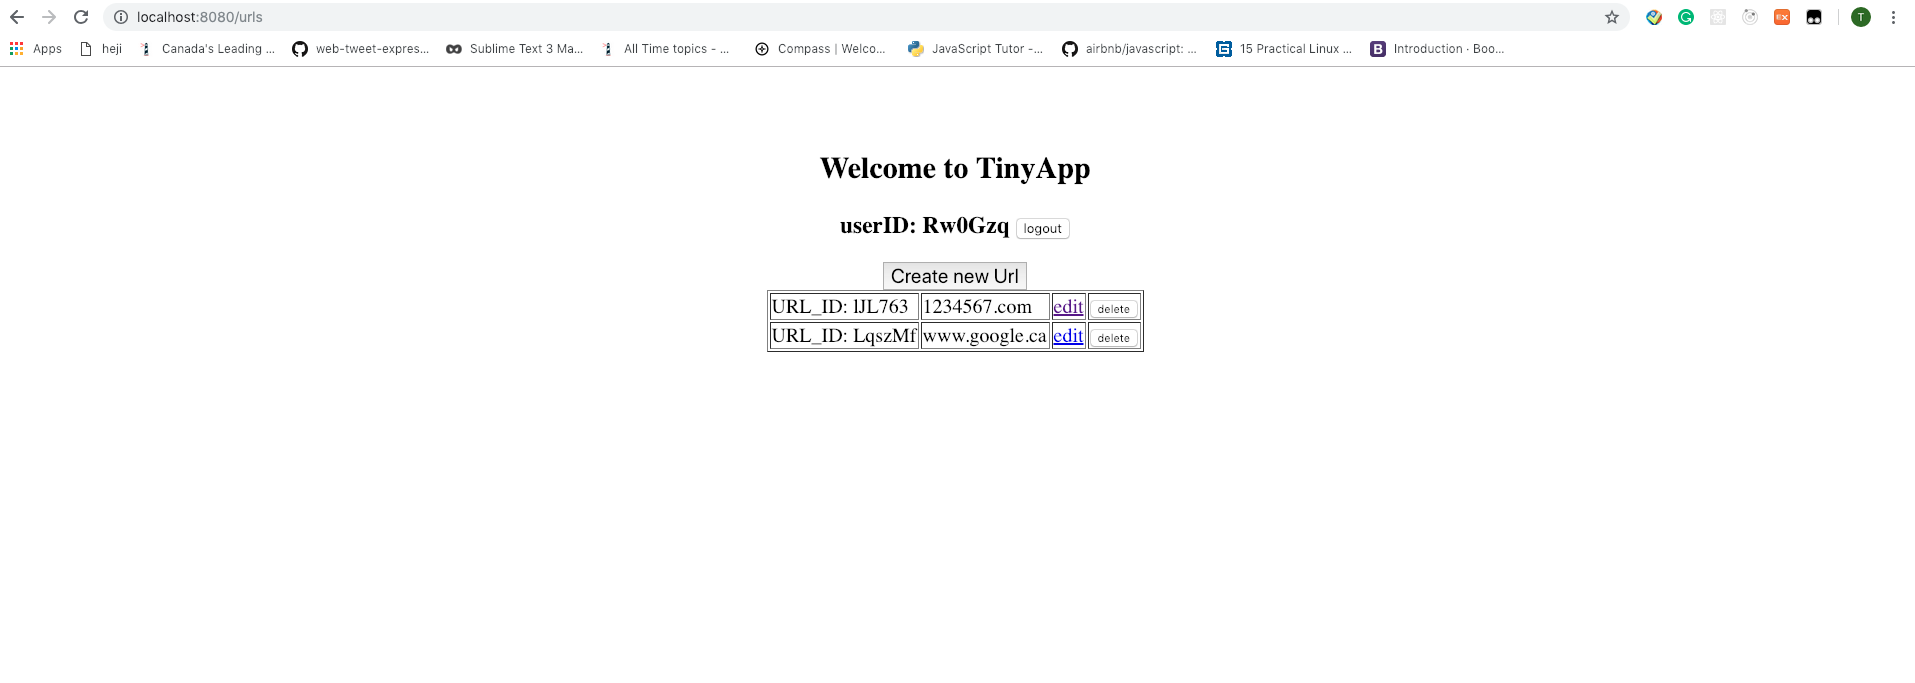 localhost:8080/urls
T
Apps heji Canada's Leading ... web-tweet-expres... Sublime Text 3 Ma... All Time topics - ... Compass | Welco... JavaScript Tutor -... airbnb/javascript: ... 15 Practical Linux ... B Introduction · Boo...
Welcome to TinyApp
userID: Rw0Gzq logout
Create new Url
URL_ID: lJL763 1234567.com edit delete
URL_ID: LqszMf www.google.ca edit delete